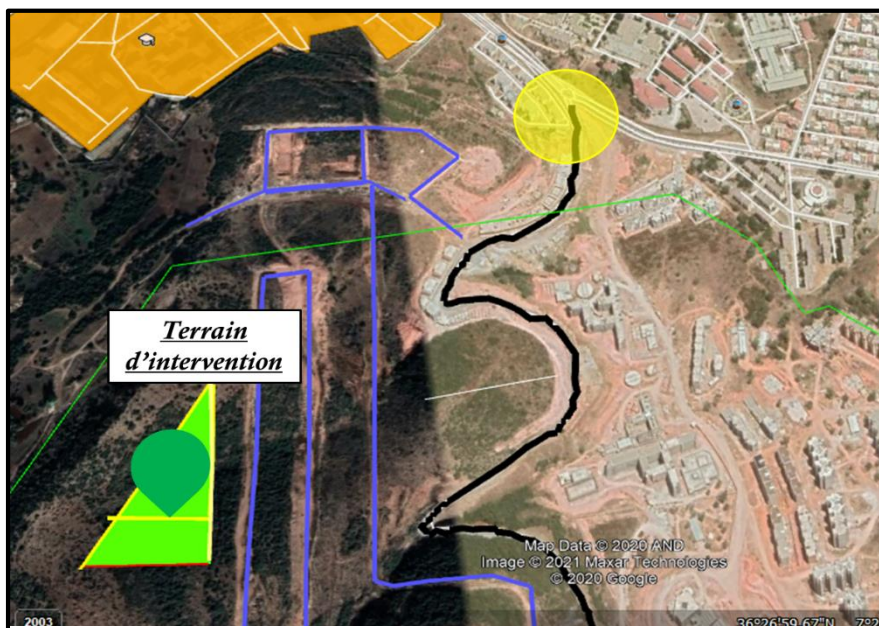 Terrain
d'intervention
Map Data © 2020 AND
Image © 2021 Maxar Technologies
© 2020 Google
2003
36°26'59.67"N